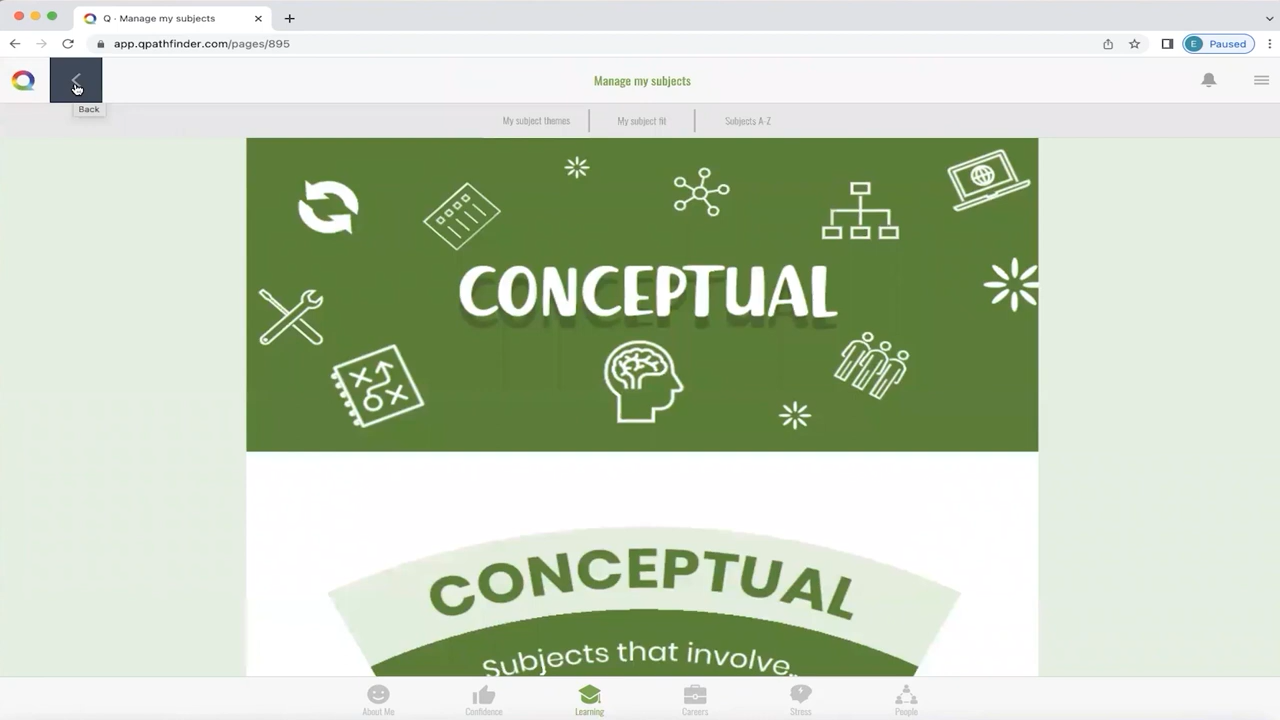 Q - Manage my subjects
app.qpathfinder.com/pages/895
E Paused
Manage my subjects
Back
My subject themes
My subject fit
Subjects A-Z
CONCEPTUAL
CONCEPTUAL
Subjects that involve..
About Me
Confidence
Learning
Careers
Stress
People